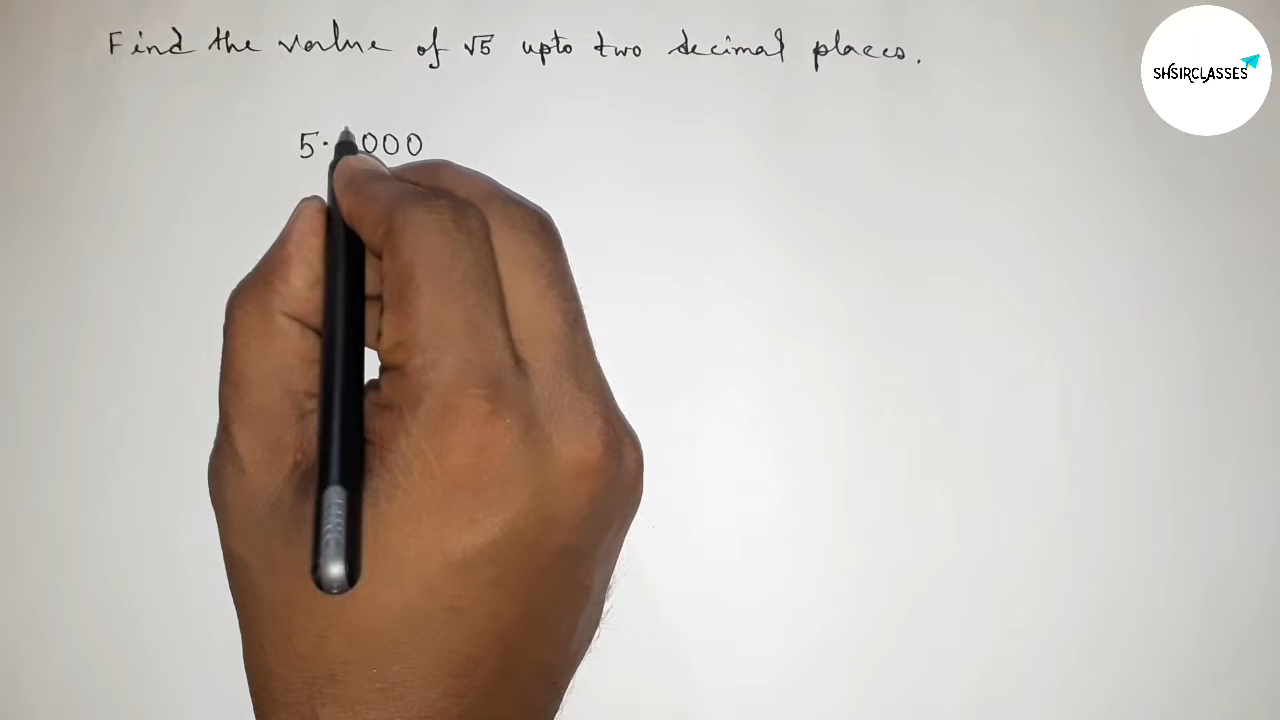 Find the value of √5 upto two decimal places.
SHSIRCLASSES
5.000